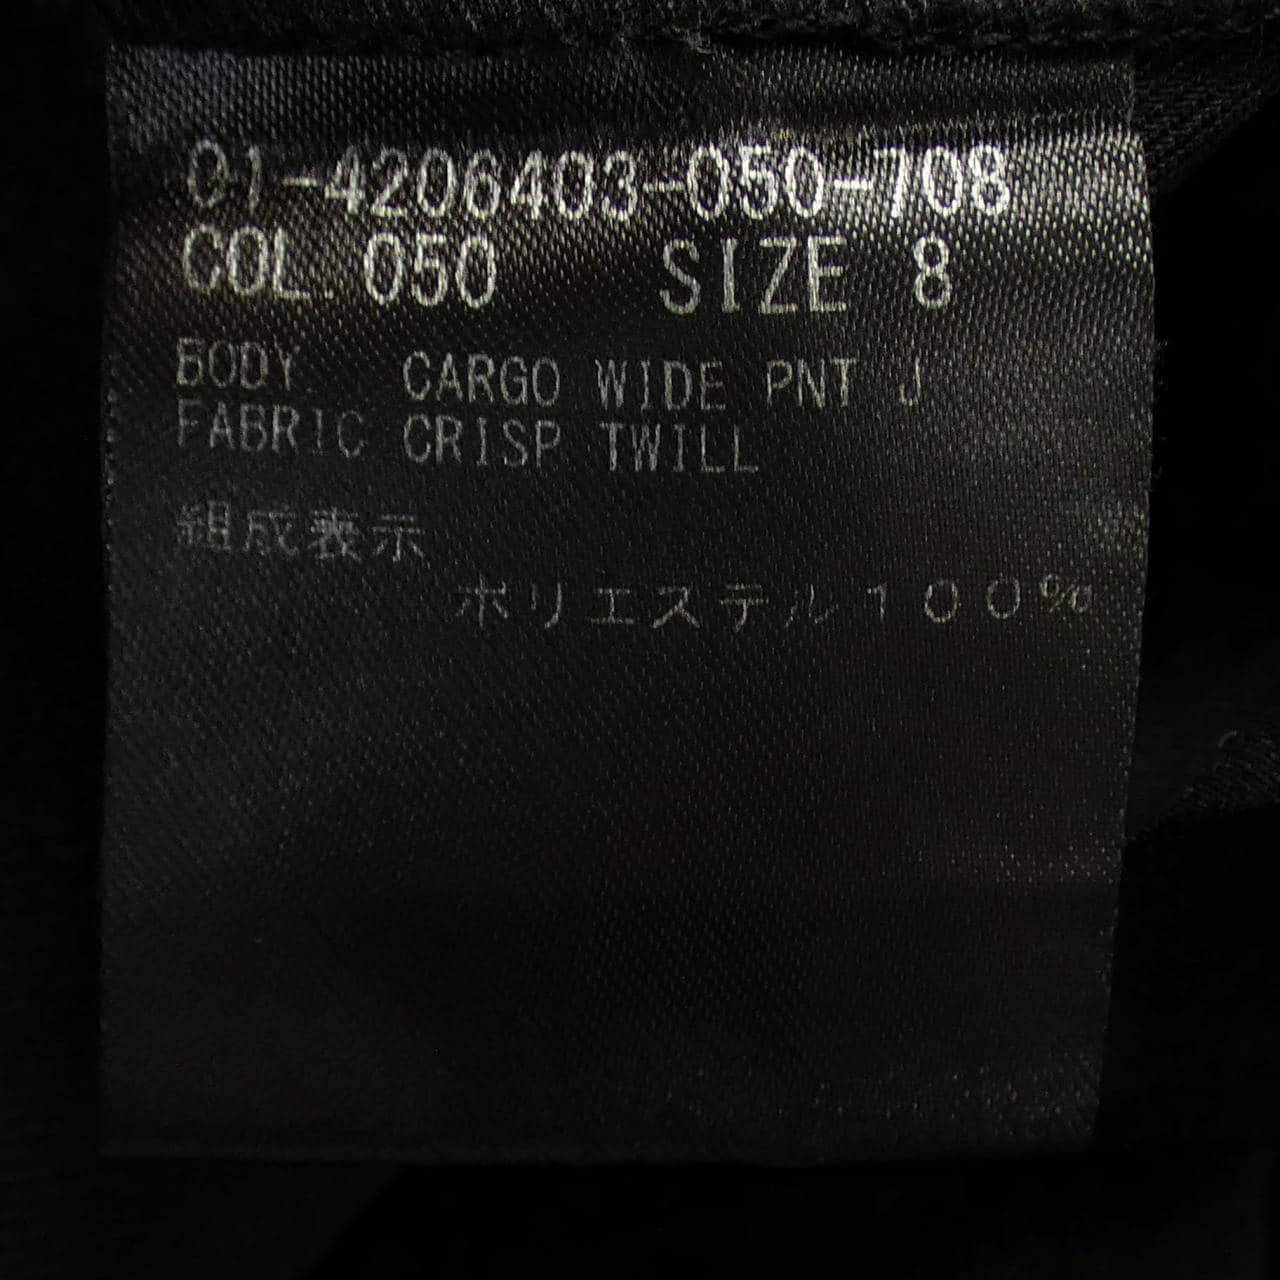 01-4206403-050-708
COL. 050 SIZE 8
BODY CARGO WIDE PNT J
FABRIC CRISP TWILL
組成表示
ポリエステル100%